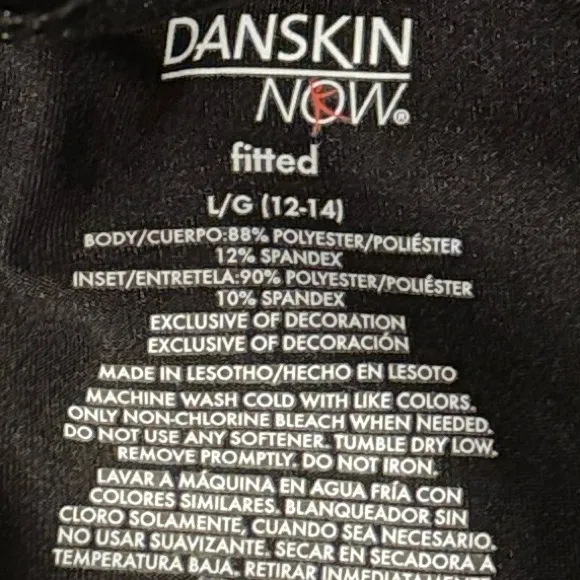 DANSKIN
NOW®
fitted
L/G (12-14)
BODY/CUERPO:88% POLYESTER/POLIÉSTER
12% SPANDEX
INSET/ENTRETELA:90% POLYESTER/POLIÉSTER
10% SPANDEX
EXCLUSIVE OF DECORATION
EXCLUSIVE OF DECORACIÓN
MADE IN LESOTHO/HECHO EN LESOTO
MACHINE WASH COLD WITH LIKE COLORS.
ONLY NON-CHLORINE BLEACH WHEN NEEDED.
DO NOT USE ANY SOFTENER. TUMBLE DRY LOW.
REMOVE PROMPTLY. DO NOT IRON.
LAVAR A MÁQUINA EN AGUA FRÍA CON
COLORES SIMILARES. BLANQUEADOR SIN
CLORO SOLAMENTE, CUANDO SEA NECESARIO.
NO USAR SUAVIZANTE. SECAR EN SECADORA A
TEMPERATURA BAJA. RETIRAR